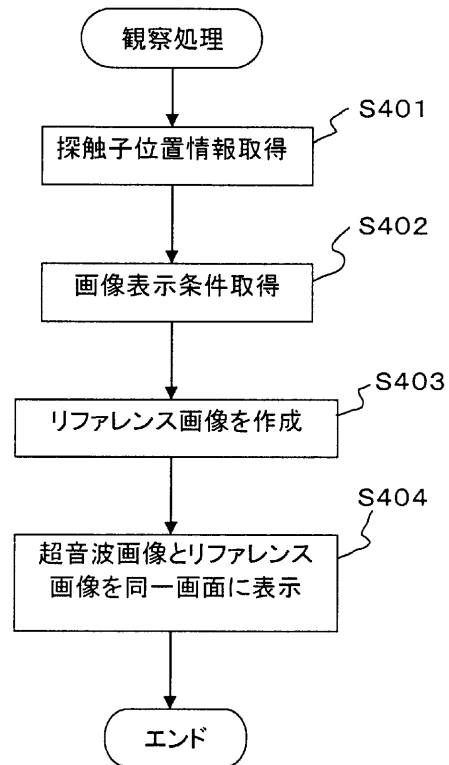 観察処理
S401
探触子位置情報取得
S402
画像表示条件取得
S403
リファレンス画像を作成
S404
超音波画像とリファレンス
画像を同一画面に表示
エンド